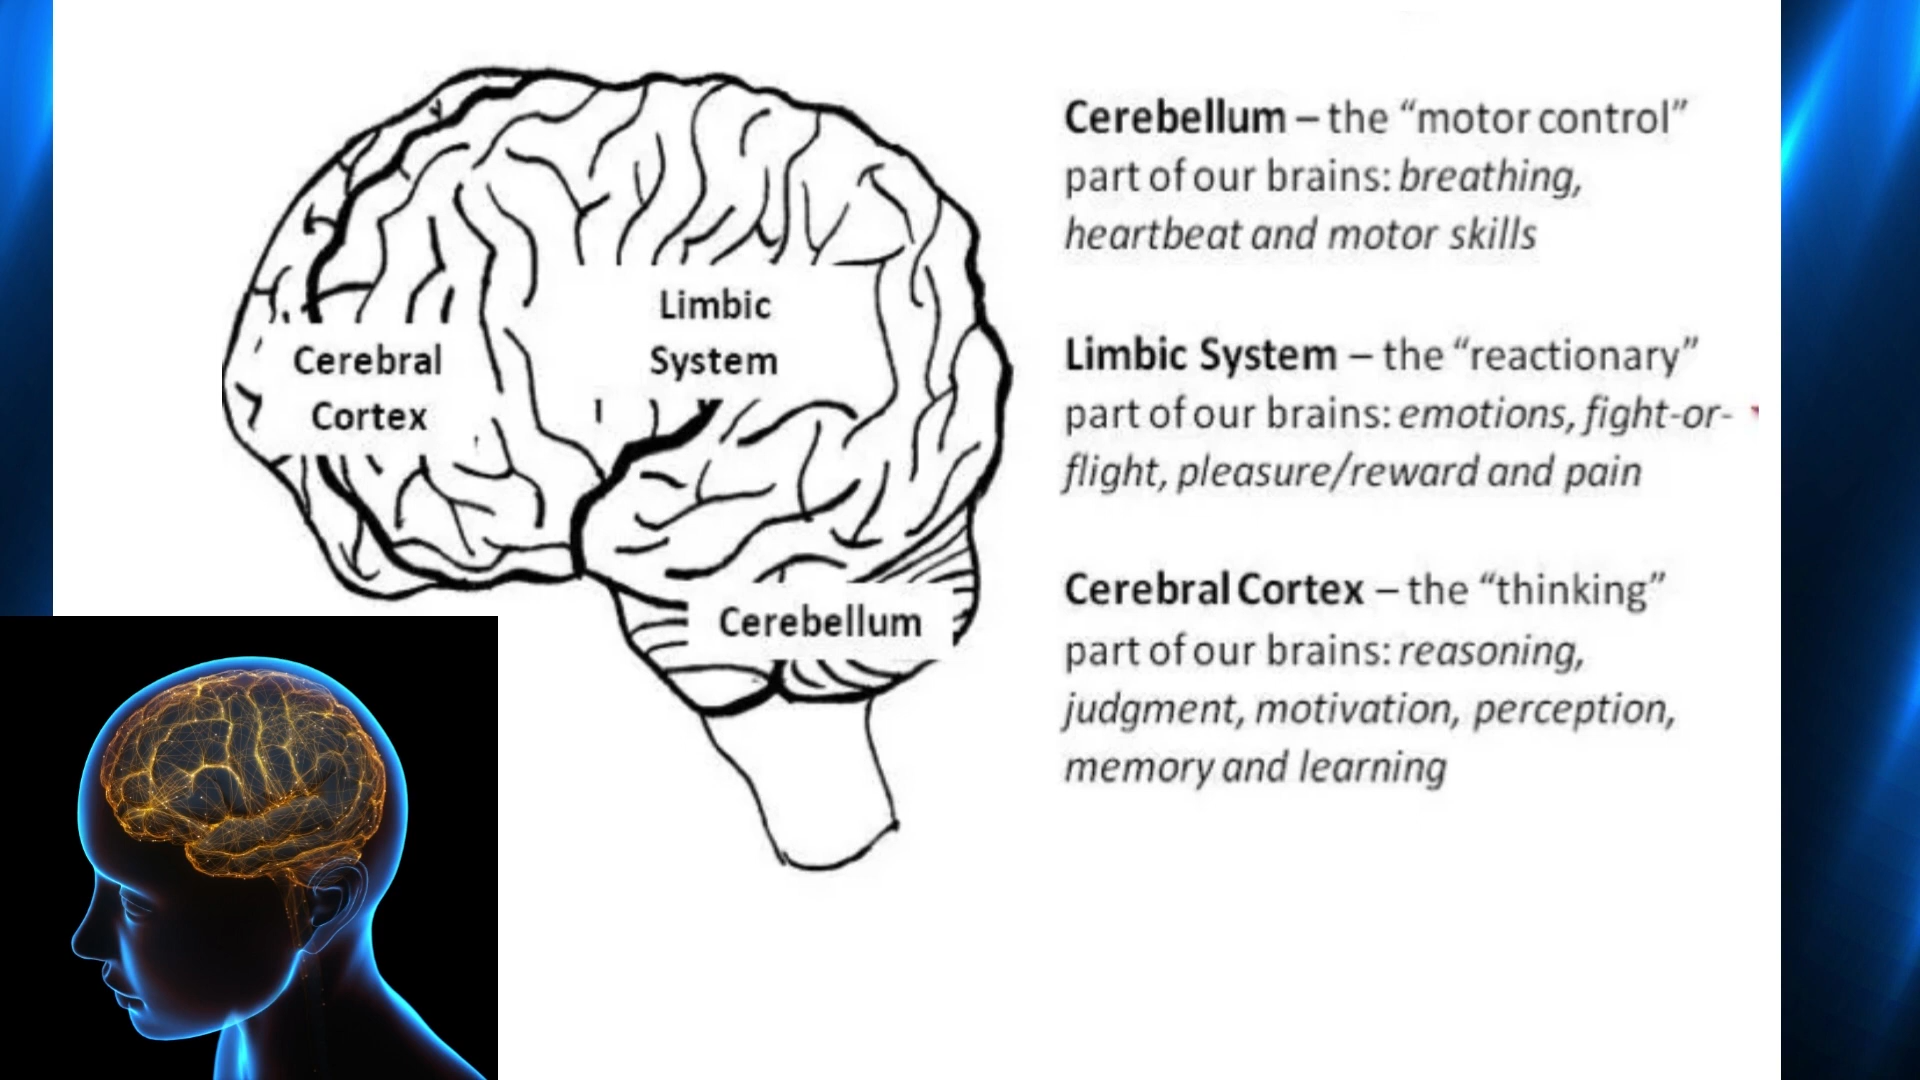 Limbic
System
Cerebral
Cortex
Cerebellum
Cerebellum – the “motor control”
part of our brains: breathing,
heartbeat and motor skills
Limbic System – the “reactionary”
part of our brains: emotions, fight-or-
flight, pleasure/reward and pain
Cerebral Cortex – the “thinking”
part of our brains: reasoning,
judgment, motivation, perception,
memory and learning